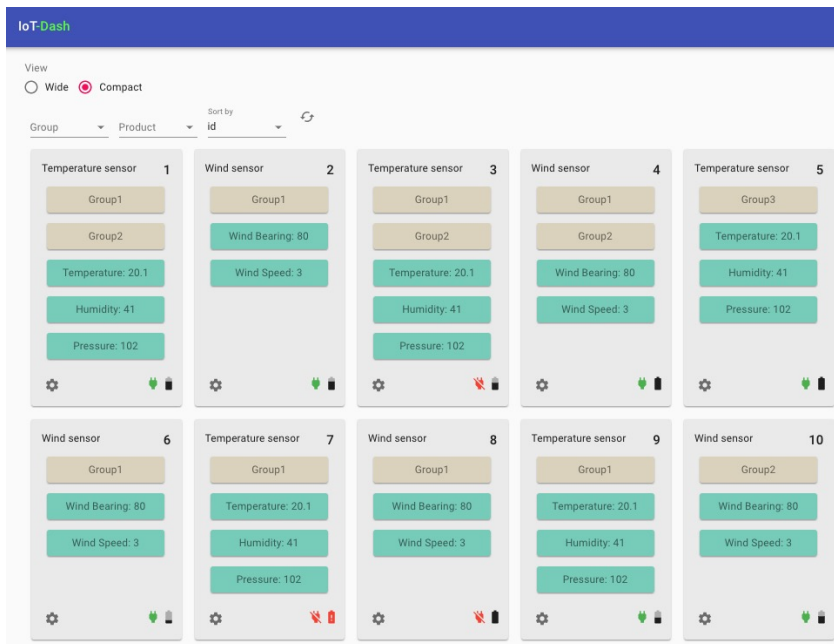 IoT-Dash
View
Wide Compact
Sort by
Group Product id
Temperature sensor 1
Group1
Group2
Temperature: 20.1
Humidity: 41
Pressure: 102
Wind sensor 2
Group1
Wind Bearing: 80
Wind Speed: 3
Temperature sensor 3
Group1
Group2
Temperature: 20.1
Humidity: 41
Pressure: 102
Wind sensor 4
Group1
Group2
Wind Bearing: 80
Wind Speed: 3
Temperature sensor 5
Group3
Temperature: 20.1
Humidity: 41
Pressure: 102
Wind sensor 6
Group1
Wind Bearing: 80
Wind Speed: 3
Temperature sensor 7
Group1
Temperature: 20.1
Humidity: 41
Pressure: 102
Wind sensor 8
Group1
Wind Bearing: 80
Wind Speed: 3
Temperature sensor 9
Group1
Temperature: 20.1
Humidity: 41
Pressure: 102
Wind sensor 10
Group2
Wind Bearing: 80
Wind Speed: 3